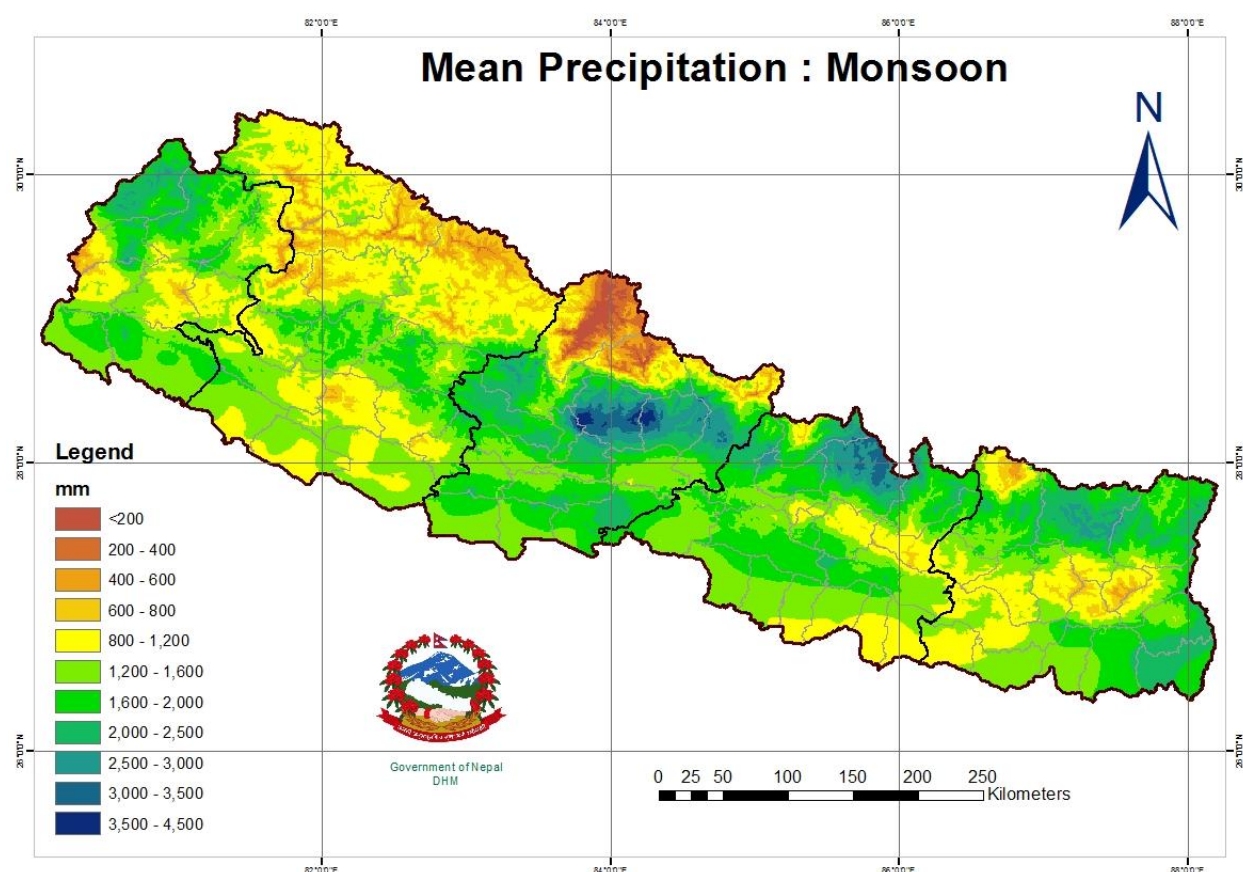 82°0'0"E 84°0'0"E 86°0'0"E 88°0'0"E
Mean Precipitation : Monsoon
N
30°0'0"N 30°0'0"N
28°0'0"N 28°0'0"N
Legend
mm
<200
200 - 400
400 - 600
600 - 800
800 - 1,200
1,200 - 1,600
1,600 - 2,000
2,000 - 2,500
2,500 - 3,000
3,000 - 3,500
3,500 - 4,500
Government of Nepal
DHM
26°0'0"N 26°0'0"N
0 25 50 100 150 200 250
Kilometers
82°0'0"E 84°0'0"E 86°0'0"E 88°0'0"E